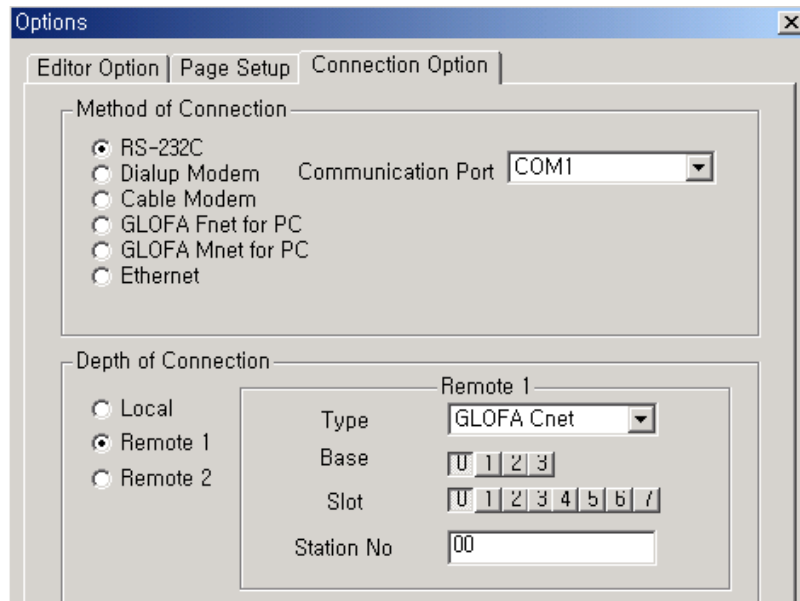 Options
Editor Option Page Setup Connection Option
Method of Connection
RS-232C
Dialup Modem Communication Port COM1
Cable Modem
GLOFA Fnet for PC
GLOFA Mnet for PC
Ethernet
Depth of Connection
Remote 1
Local
Type GLOFA Cnet
Remote 1
Base 0 1 2 3
Remote 2
Slot 0 1 2 3 4 5 6 7
Station No 00